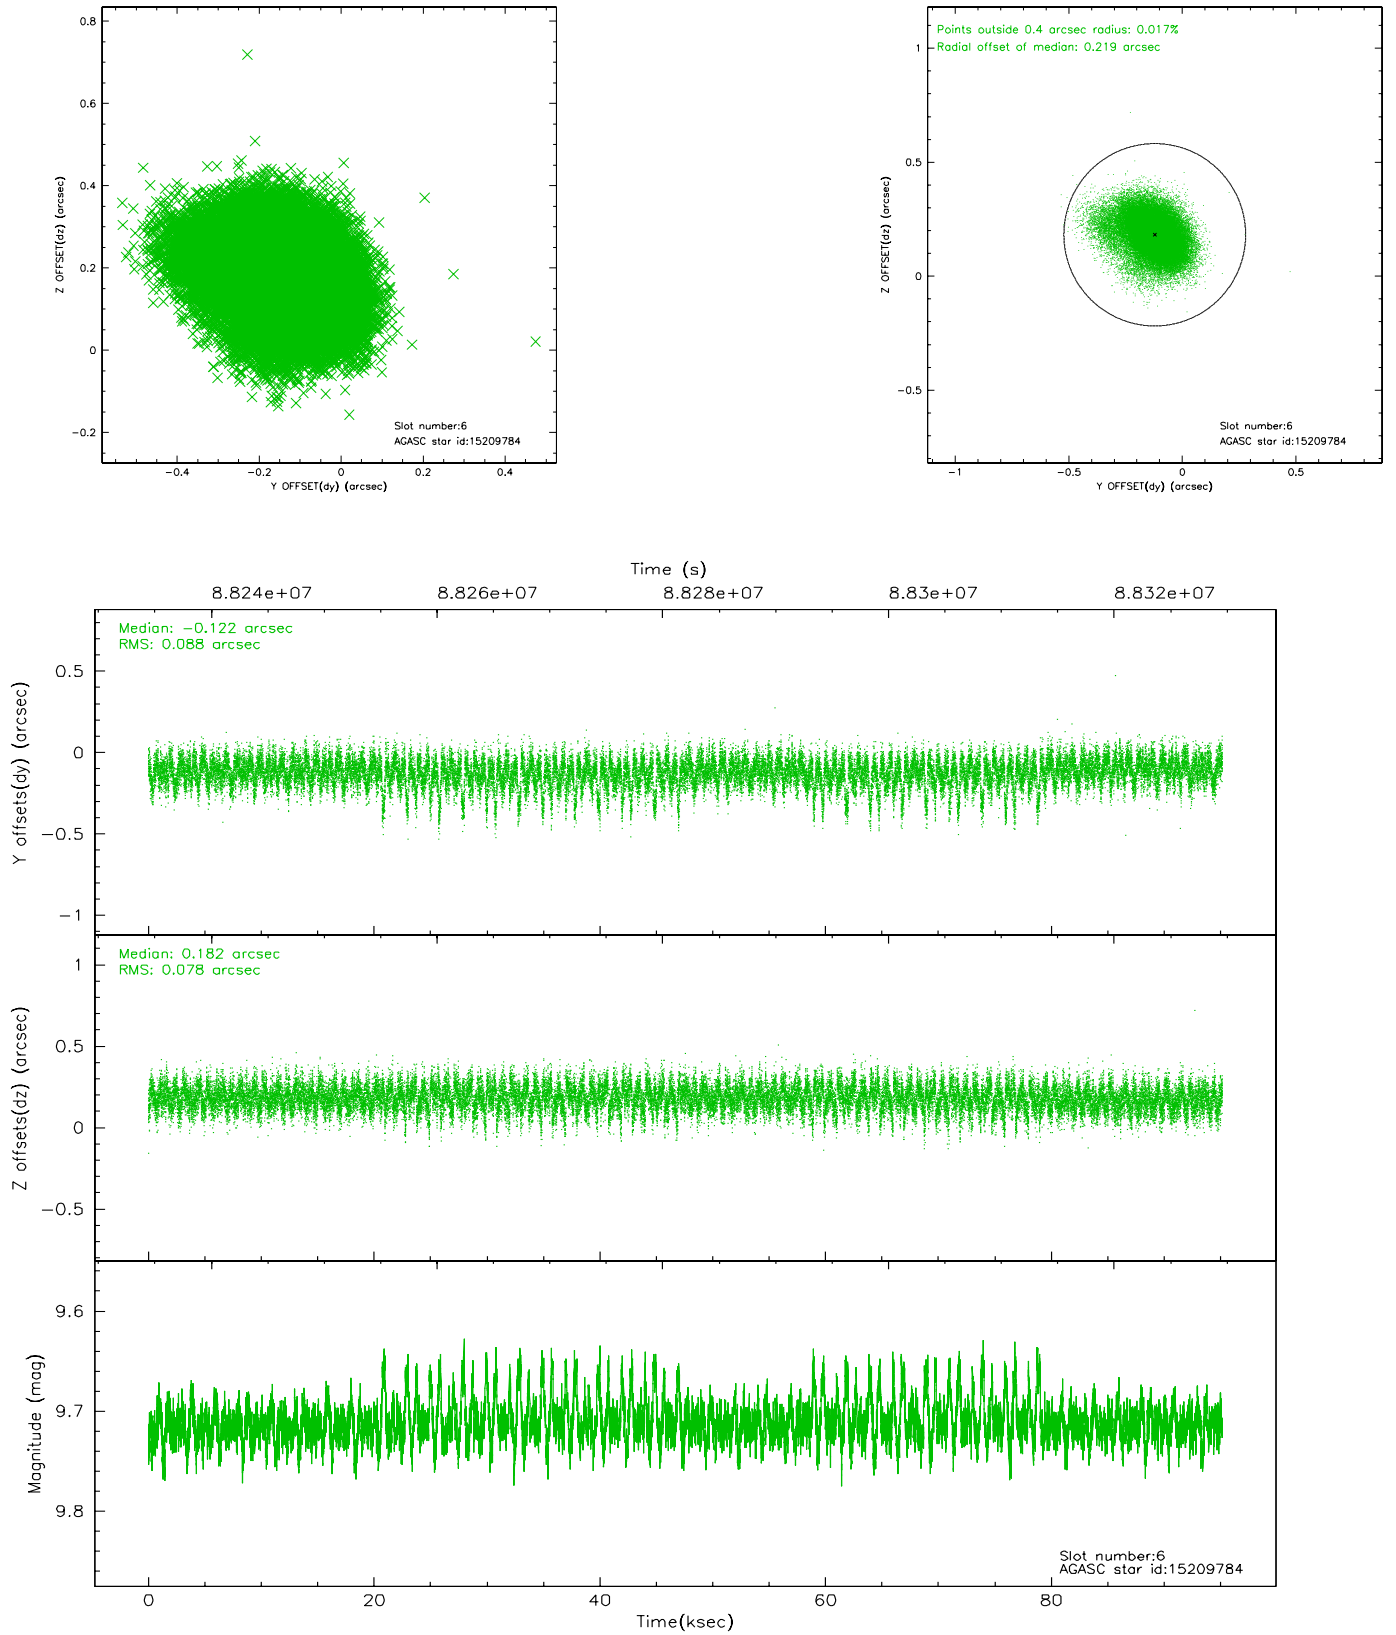 0.8
0.6
0.4
0.2
0
−0.2
Z OFFSET(dz) (arcsec)
−0.4
−0.2
0
0.2
0.4
Y OFFSET(dy) (arcsec)
Slot number:6
AGASC star id:15209784
Points outside 0.4 arcsec radius: 0.017%
Radial offset of median: 0.219 arcsec
1
0.5
0
−0.5
Z OFFSET(dz) (arcsec)
−1
−0.5
0
0.5
Y OFFSET(dy) (arcsec)
Slot number:6
AGASC star id:15209784
Time (s)
8.824e+07
8.826e+07
8.828e+07
8.83e+07
8.832e+07
Median: −0.122 arcsec
RMS: 0.088 arcsec
0.5
0
−0.5
−1
Y offsets(dy) (arcsec)
Median: 0.182 arcsec
RMS: 0.078 arcsec
1
0.5
0
−0.5
Z offsets(dz) (arcsec)
9.6
9.7
9.8
Magnitude (mag)
Slot number:6
AGASC star id:15209784
0
20
40
60
80
Time(ksec)